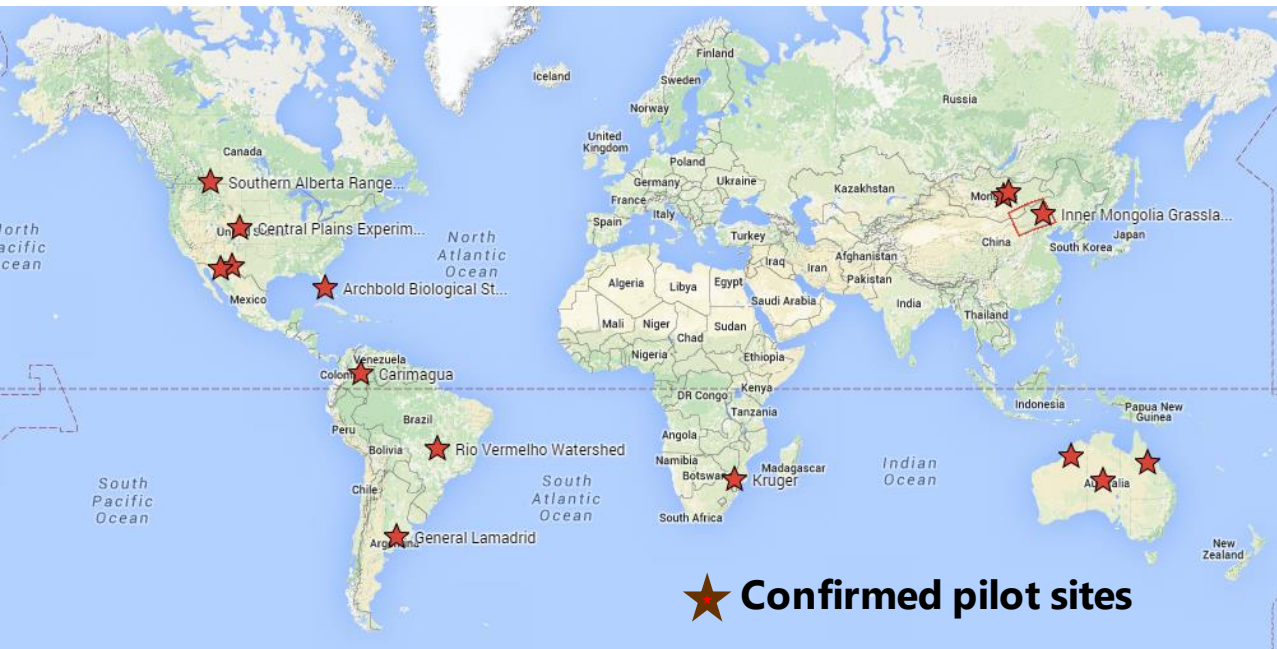 Finland
Iceland
Sweden
Russia
Norway
Canada
United
Kingdom
Poland
Southern Alberta Range...
Germany
Ukraine
Kazakhstan
France
Italy
Spain
Inner Mongolia Grassla...
Central Plains Experim...
North
Atlantic
Ocean
Turkey
Japan
China
South Korea
Iraq
Iran
Afghanistan
Pakistan
Algeria
Libya
Egypt
Archbold Biological St...
Mexico
Saudi Arabia
India
Thailand
Mali
Niger
Sudan
Chad
Nigeria
Ethiopia
Venezuela
Carimagua
Kenya
DR Congo
Indonesia
Papua New
Guinea
Tanzania
Brazil
Peru
Angola
Bolivia
Rio Vermelho Watershed
Namibia
Madagascar
Indian
Ocean
Kruger
South
Pacific
Ocean
Chile
South
Atlantic
Ocean
South Africa
General Lamadrid
New
Zealand
Confirmed pilot sites